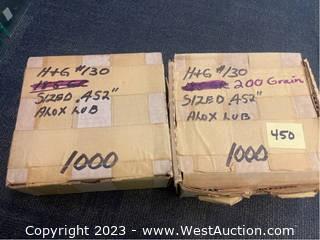 H+G #130
SIZED .452"
ALOX LUB
1000
H+G #130
200 Grain
SIZED .452"
ALOX LUB
450
1000
Copyright 2023 - WestAuction.com